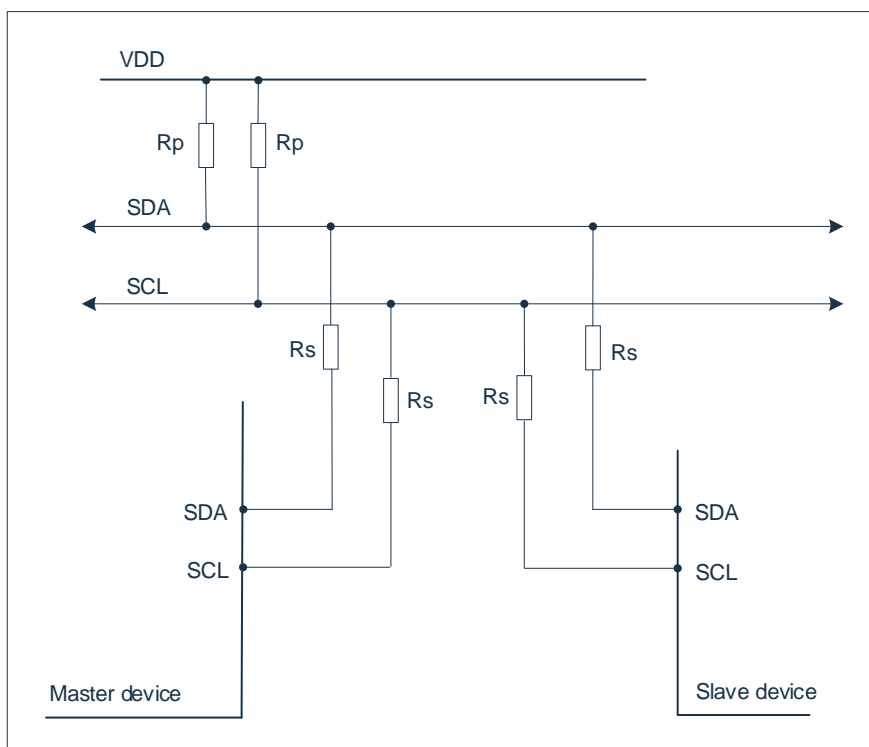 VDD
Rp
Rp
SDA
SCL
Rs
Rs
Rs
Rs
SDA
SDA
SCL
SCL
Master device
Slave device